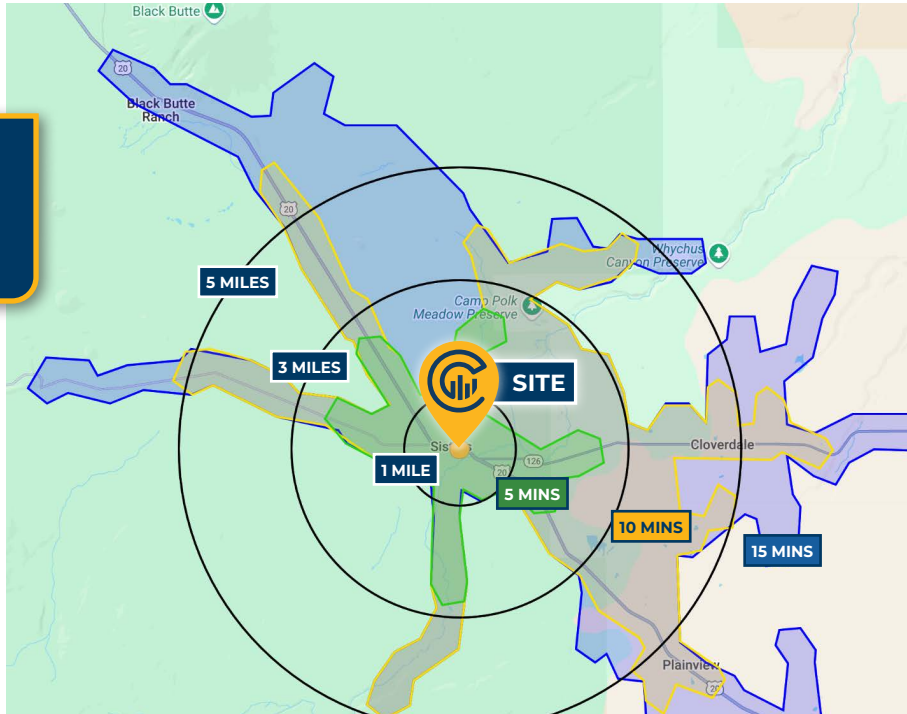 Black Butte
20
Black Butte
Ranch
20
Whychus
Canyon Preserve
5 MILES
Camp Polk
Meadow Preserve
3 MILES
SITE
Cloverdale
1 MILE
126
20
5 MINS
10 MINS
15 MINS
Plainview
20